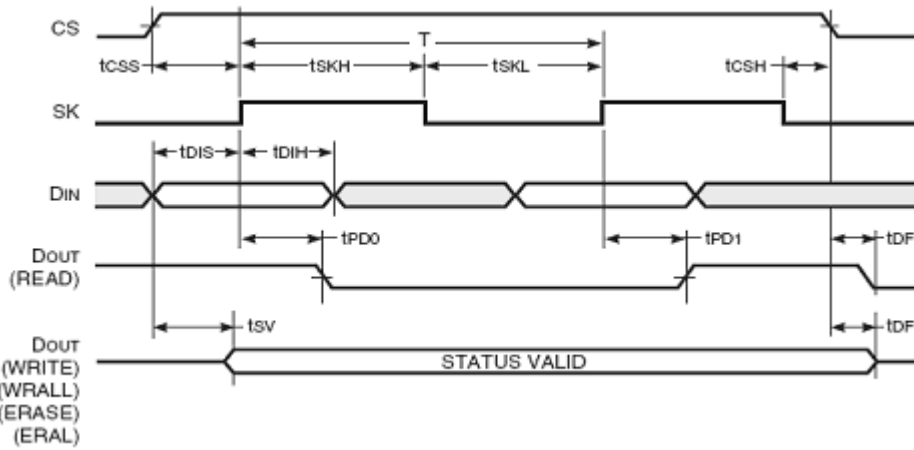 CS
T
tCSS
tSKH
tSKL
tCSH
SK
tDIS
tDIH
DIN
tPD0
tPD1
tDF
DOUT
(READ)
tSV
tDF
DOUT
(WRITE)
STATUS VALID
(WRALL)
(ERASE)
(ERAL)